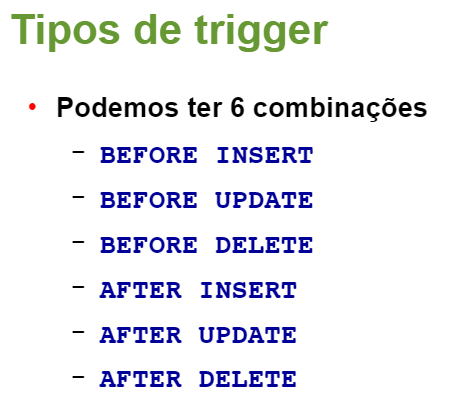 Tipos de trigger
• Podemos ter 6 combinações
– BEFORE INSERT
– BEFORE UPDATE
– BEFORE DELETE
– AFTER INSERT
– AFTER UPDATE
– AFTER DELETE